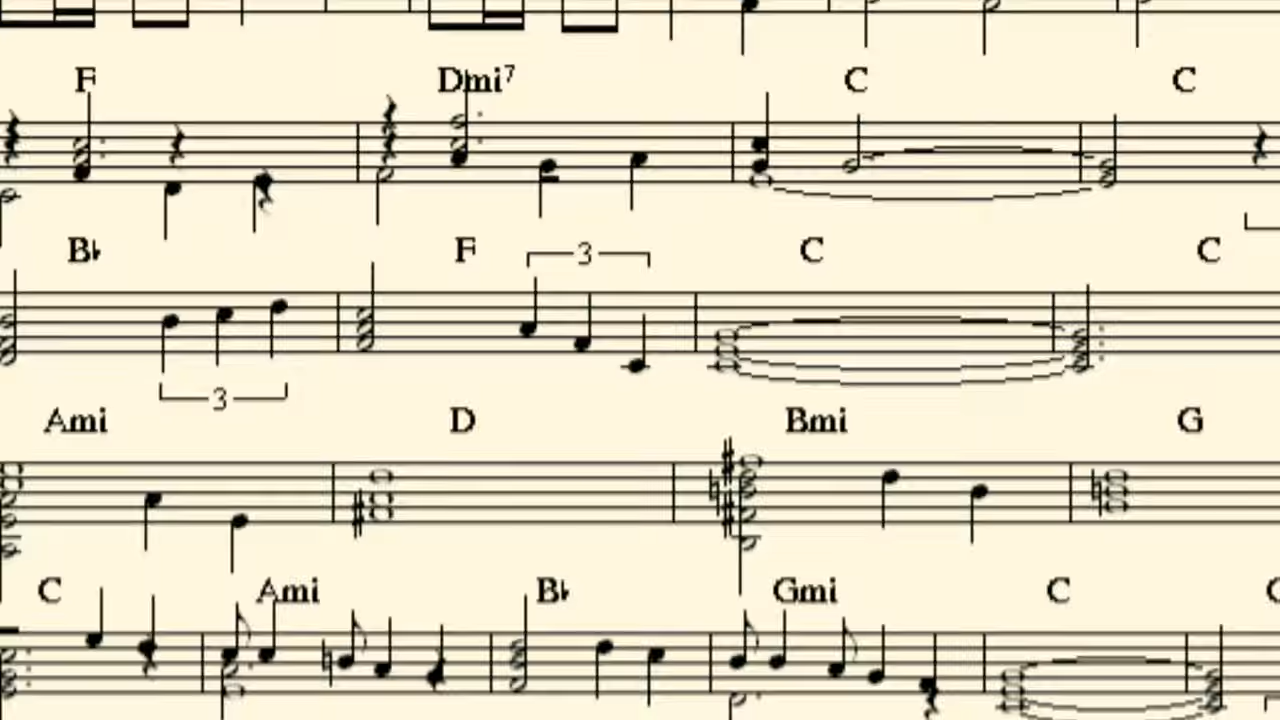 F Dmi⁷ C C
B♭ F 3 C C
3
Ami D Bmi G
C Ami B♭ Gmi C